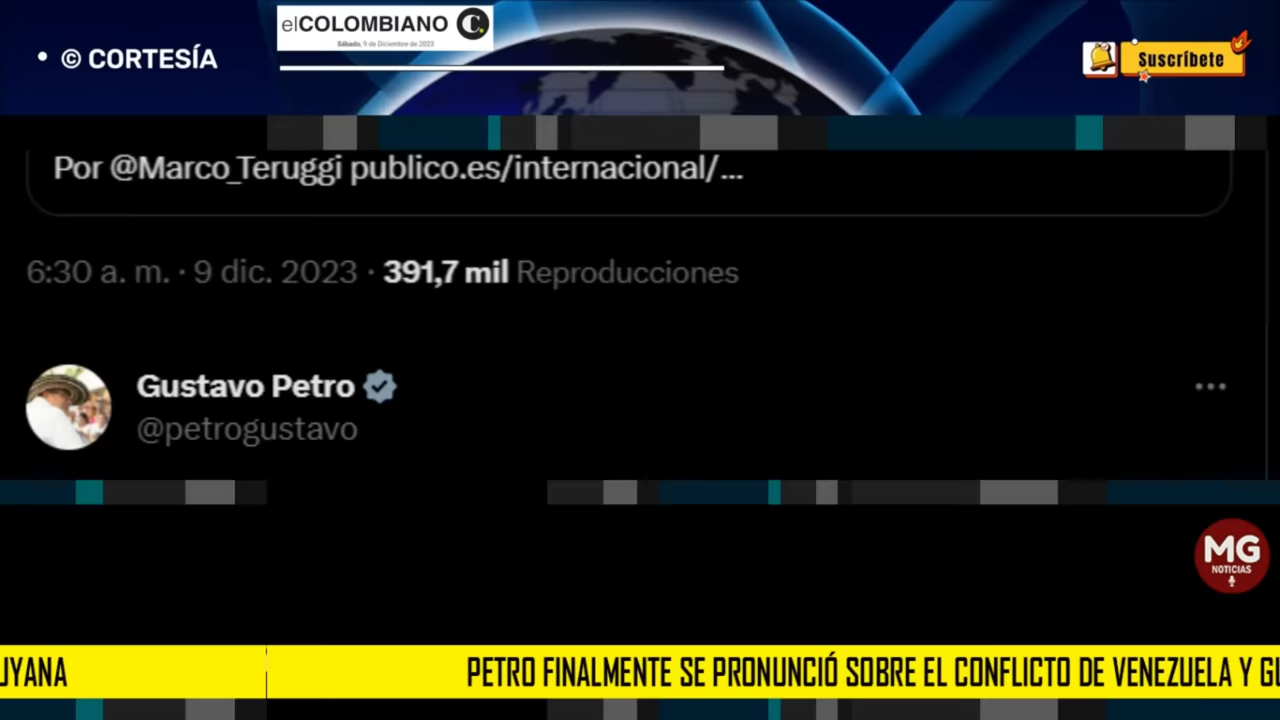 elCOLOMBIANO C.
Sábado, 9 de Diciembre de 2023
• © CORTESÍA
Suscríbete
Por @Marco_Teruggi publico.es/internacional/...
6:30 a. m. · 9 dic. 2023 · 391,7 mil Reproducciones
Gustavo Petro
@petrogustavo
MG
NOTICIAS
UYANA PETRO FINALMENTE SE PRONUNCIÓ SOBRE EL CONFLICTO DE VENEZUELA Y GU